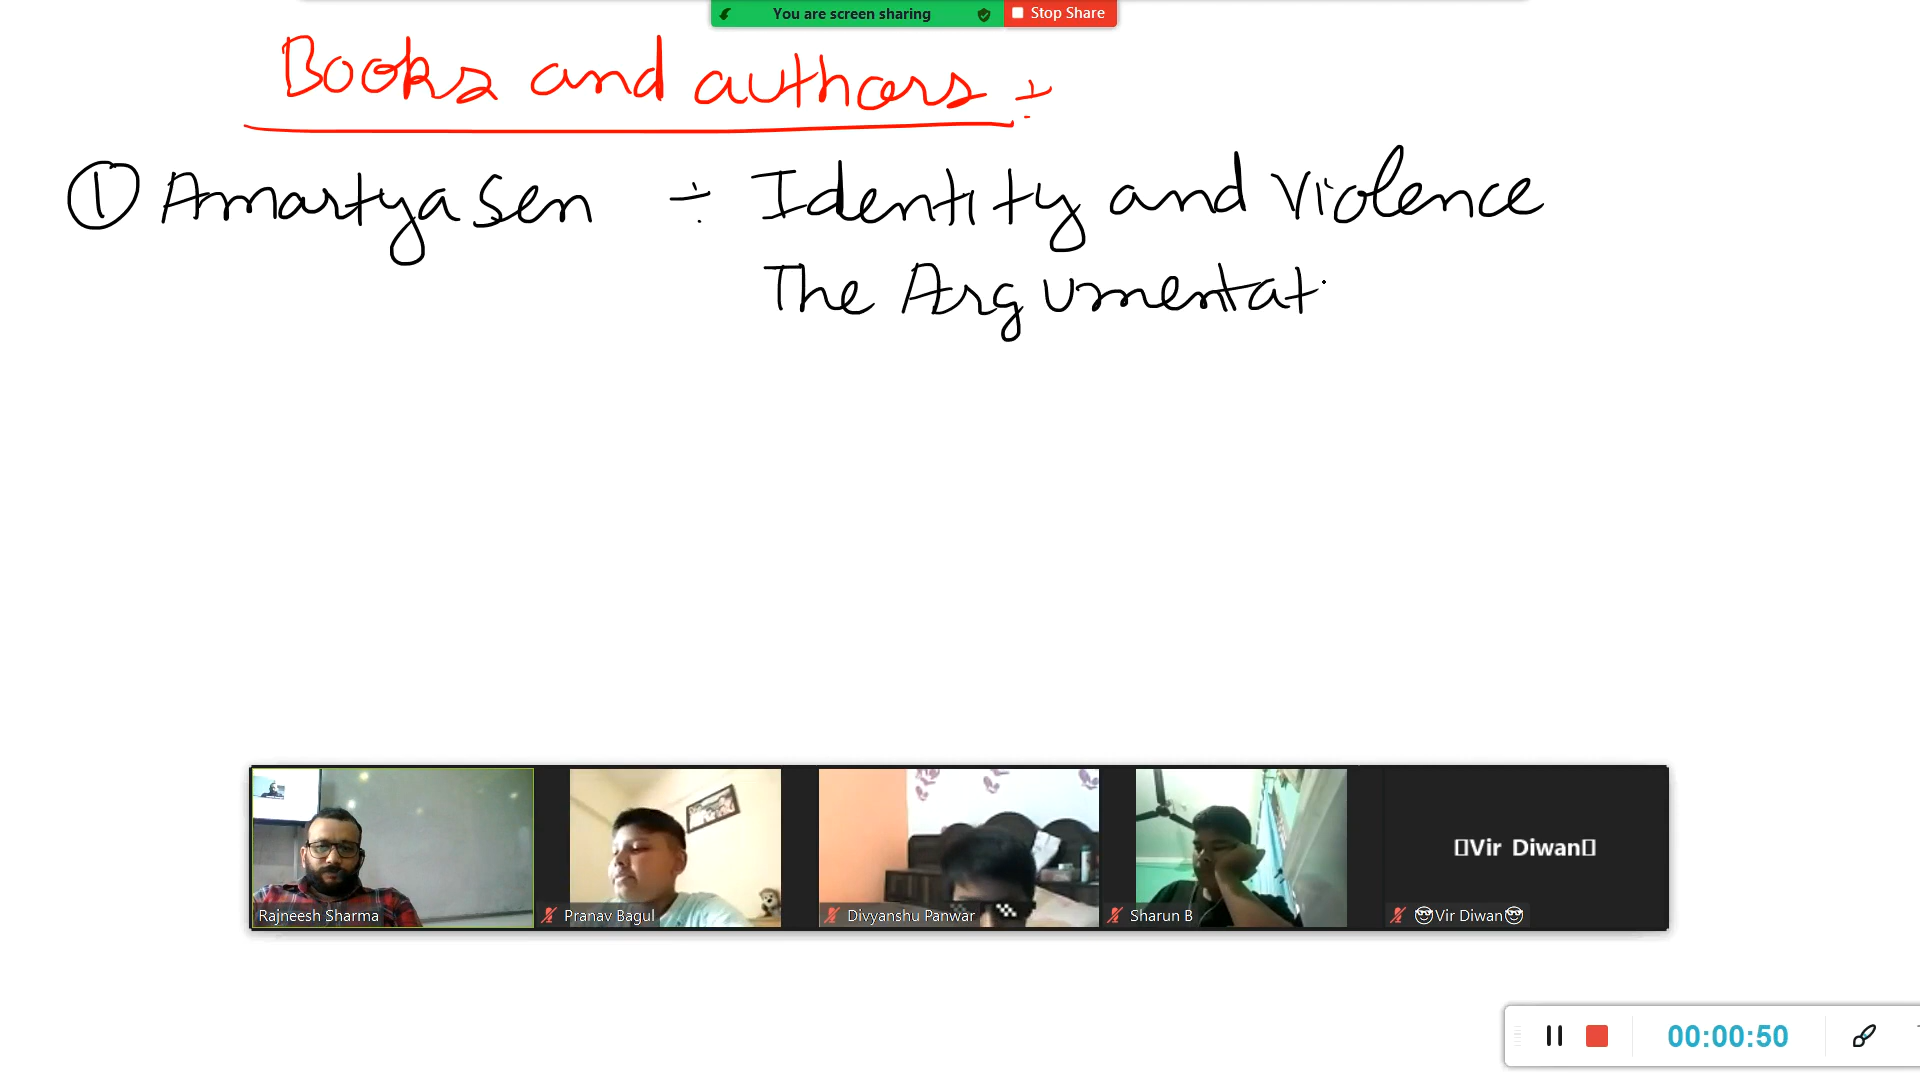 You are screen sharing Stop Share
Books and authors :-
① Amartya Sen :- Identity and Violence
The Argumentat
▯Vir Diwan▯
Rajneesh Sharma
Pranav Bagul
Divyanshu Panwar
Sharun B
😎Vir Diwan😎
00:00:50